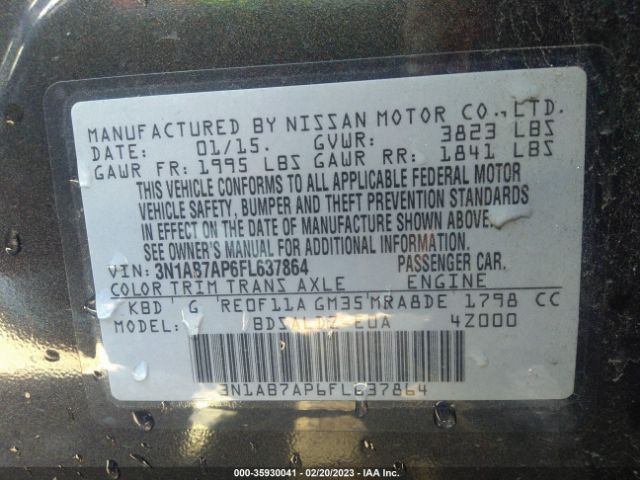 MANUFACTURED BY NISSAN MOTOR CO.,LTD.
DATE: 01/15. GVWR: 3823 LBS
GAWR FR: 1995 LBS GAWR RR: 1841 LBS
THIS VEHICLE CONFORMS TO ALL APPLICABLE FEDERAL MOTOR
VEHICLE SAFETY, BUMPER AND THEFT PREVENTION STANDARDS
IN EFFECT ON THE DATE OF MANUFACTURE SHOWN ABOVE.
SEE OWNER'S MANUAL FOR ADDITIONAL INFORMATION.
VIN: 3N1AB7AP6FL637864 PASSENGER CAR.
COLOR TRIM TRANS AXLE ENGINE
KBD G RE0F11A GM35 MRA8DE 1798 CC
MODEL: BDSALDZ-EUA 4Z000
3N1AB7AP6FL637864
000-35930041 / 02/20/2023 - IAA Inc.